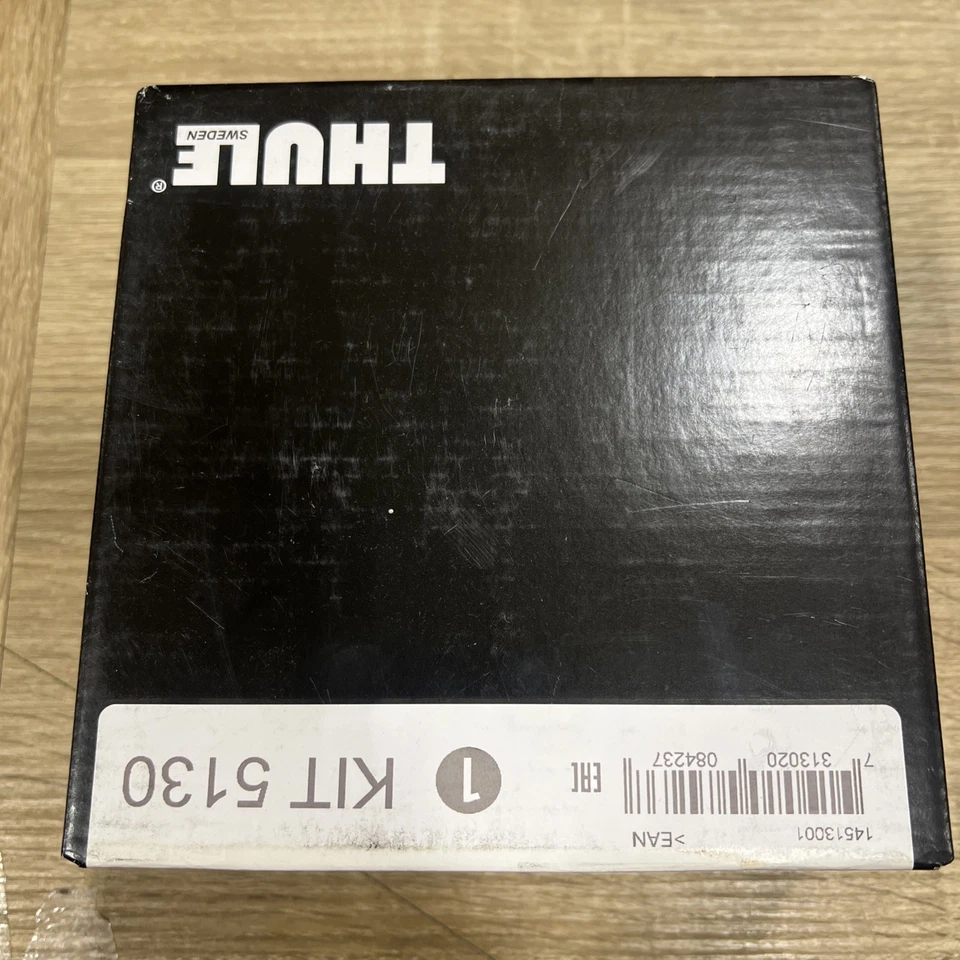 14513001 >EAN
7 313020 084237
EAC
1 KIT 5130
THULE®
SWEDEN